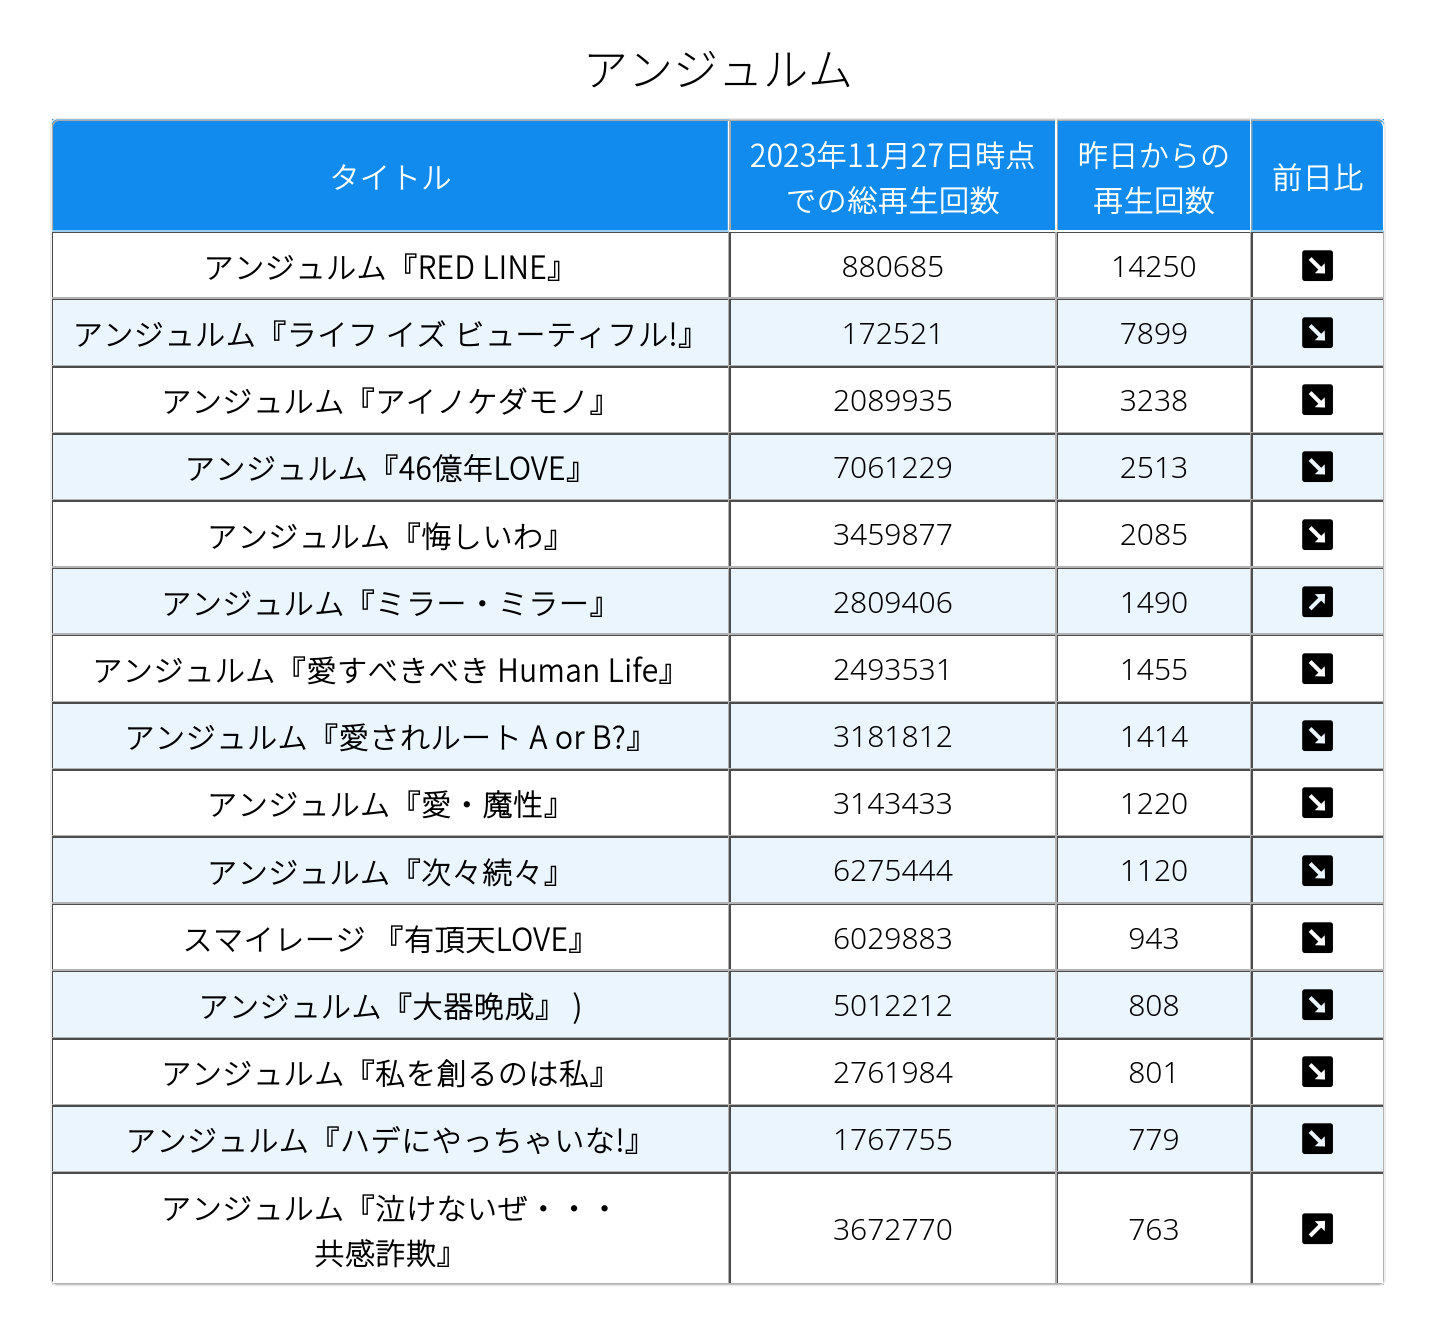 アンジュルム
タイトル
2023年11月27日時点
での総再生回数
昨日からの
再生回数
前日比
アンジュルム『RED LINE』 880685 14250
アンジュルム『ライフ イズ ビューティフル!』 172521 7899
アンジュルム『アイノケダモノ』 2089935 3238
アンジュルム『46億年LOVE』 7061229 2513
アンジュルム『悔しいわ』 3459877 2085
アンジュルム『ミラー・ミラー』 2809406 1490
アンジュルム『愛すべきべき Human Life』 2493531 1455
アンジュルム『愛されルート A or B?』 3181812 1414
アンジュルム『愛・魔性』 3143433 1220
アンジュルム『次々続々』 6275444 1120
スマイレージ 『有頂天LOVE』 6029883 943
アンジュルム『大器晩成』 ) 5012212 808
アンジュルム『私を創るのは私』 2761984 801
アンジュルム『ハデにやっちゃいな!』 1767755 779
アンジュルム『泣けないぜ・・・
共感詐欺』 3672770 763